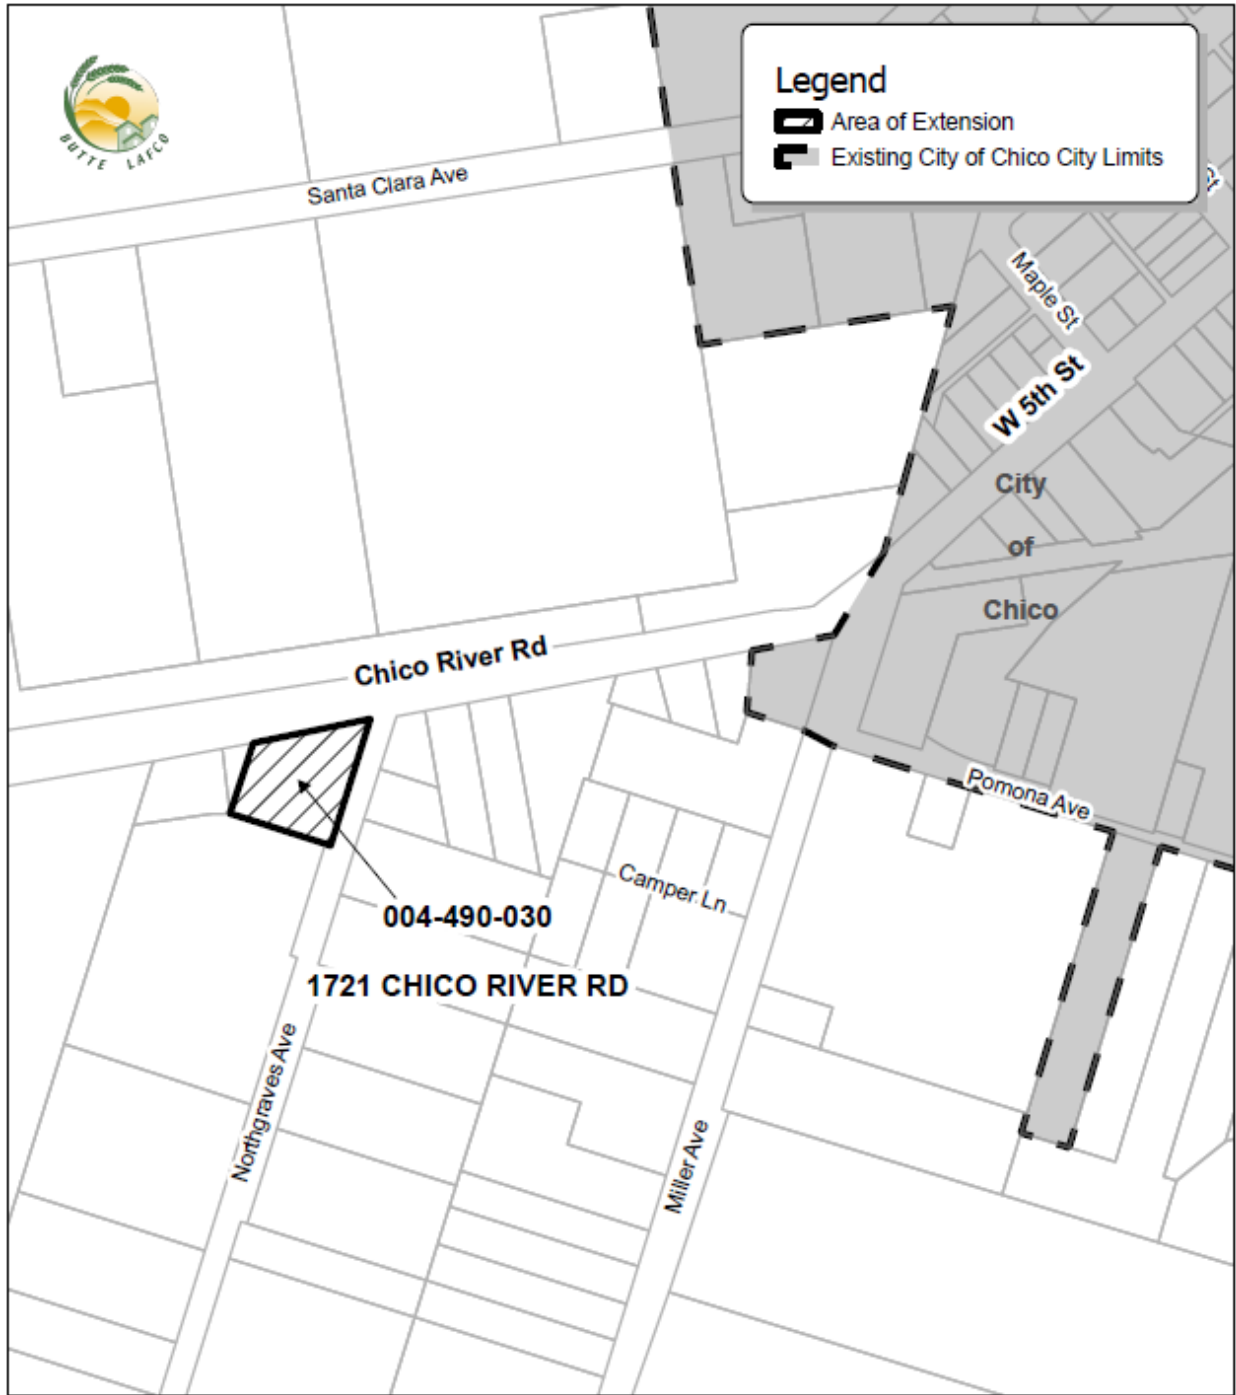 Legend
Area of Extension
Existing City of Chico City Limits
BUTTE LAFCO
Santa Clara Ave
St
Maple St
W 5th St
City
of
Chico
Chico River Rd
Pomona Ave
Camper Ln
004-490-030
1721 CHICO RIVER RD
Northgraves Ave
Miller Ave